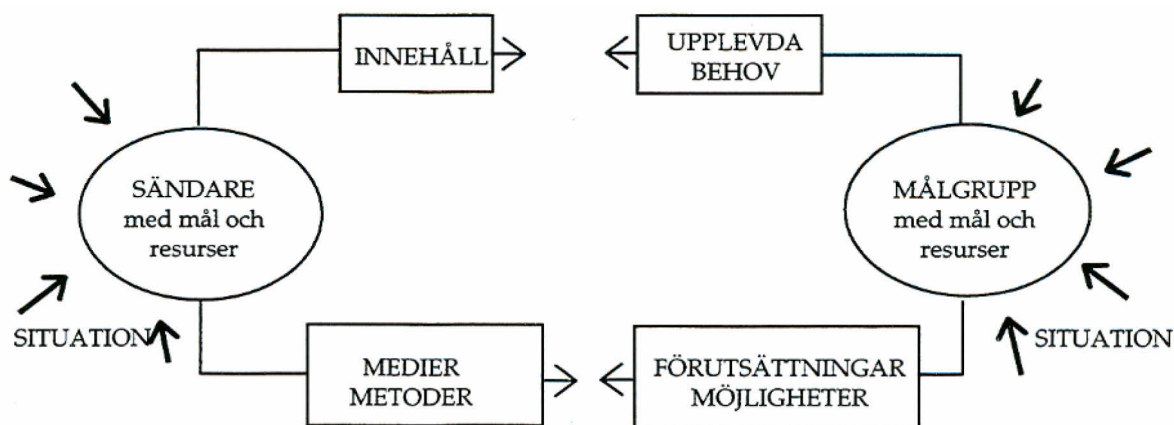 INNEHÅLL
UPPLEVDA
BEHOV
SÄNDARE
med mål och
resurser
MÅLGRUPP
med mål och
resurser
SITUATION
SITUATION
MEDIER
METODER
FÖRUTSÄTTNINGAR
MÖJLIGHETER